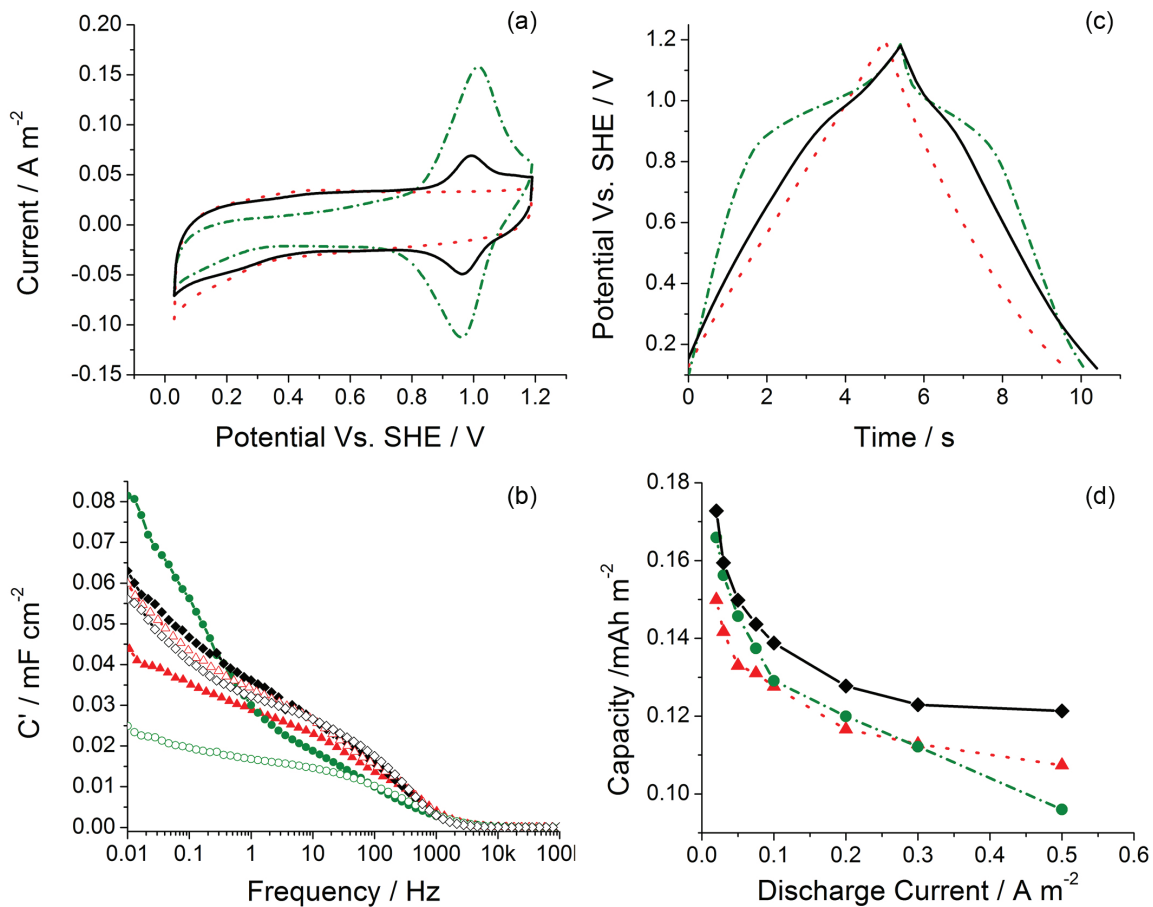 (a)
0.20
0.15
0.10
0.05
0.00
-0.05
-0.10
-0.15
Current / A m-2
0.0 0.2 0.4 0.6 0.8 1.0 1.2
Potential Vs. SHE / V
(c)
1.2
1.0
0.8
0.6
0.4
0.2
Potential Vs. SHE / V
0 2 4 6 8 10
Time / s
(b)
0.08
0.07
0.06
0.05
0.04
0.03
0.02
0.01
0.00
C' / mF cm-2
0.01 0.1 1 10 100 1000 10k 100k
Frequency / Hz
(d)
0.18
0.16
0.14
0.12
0.10
Capacity /mAh m-2
0.0 0.1 0.2 0.3 0.4 0.5 0.6
Discharge Current / A m-2